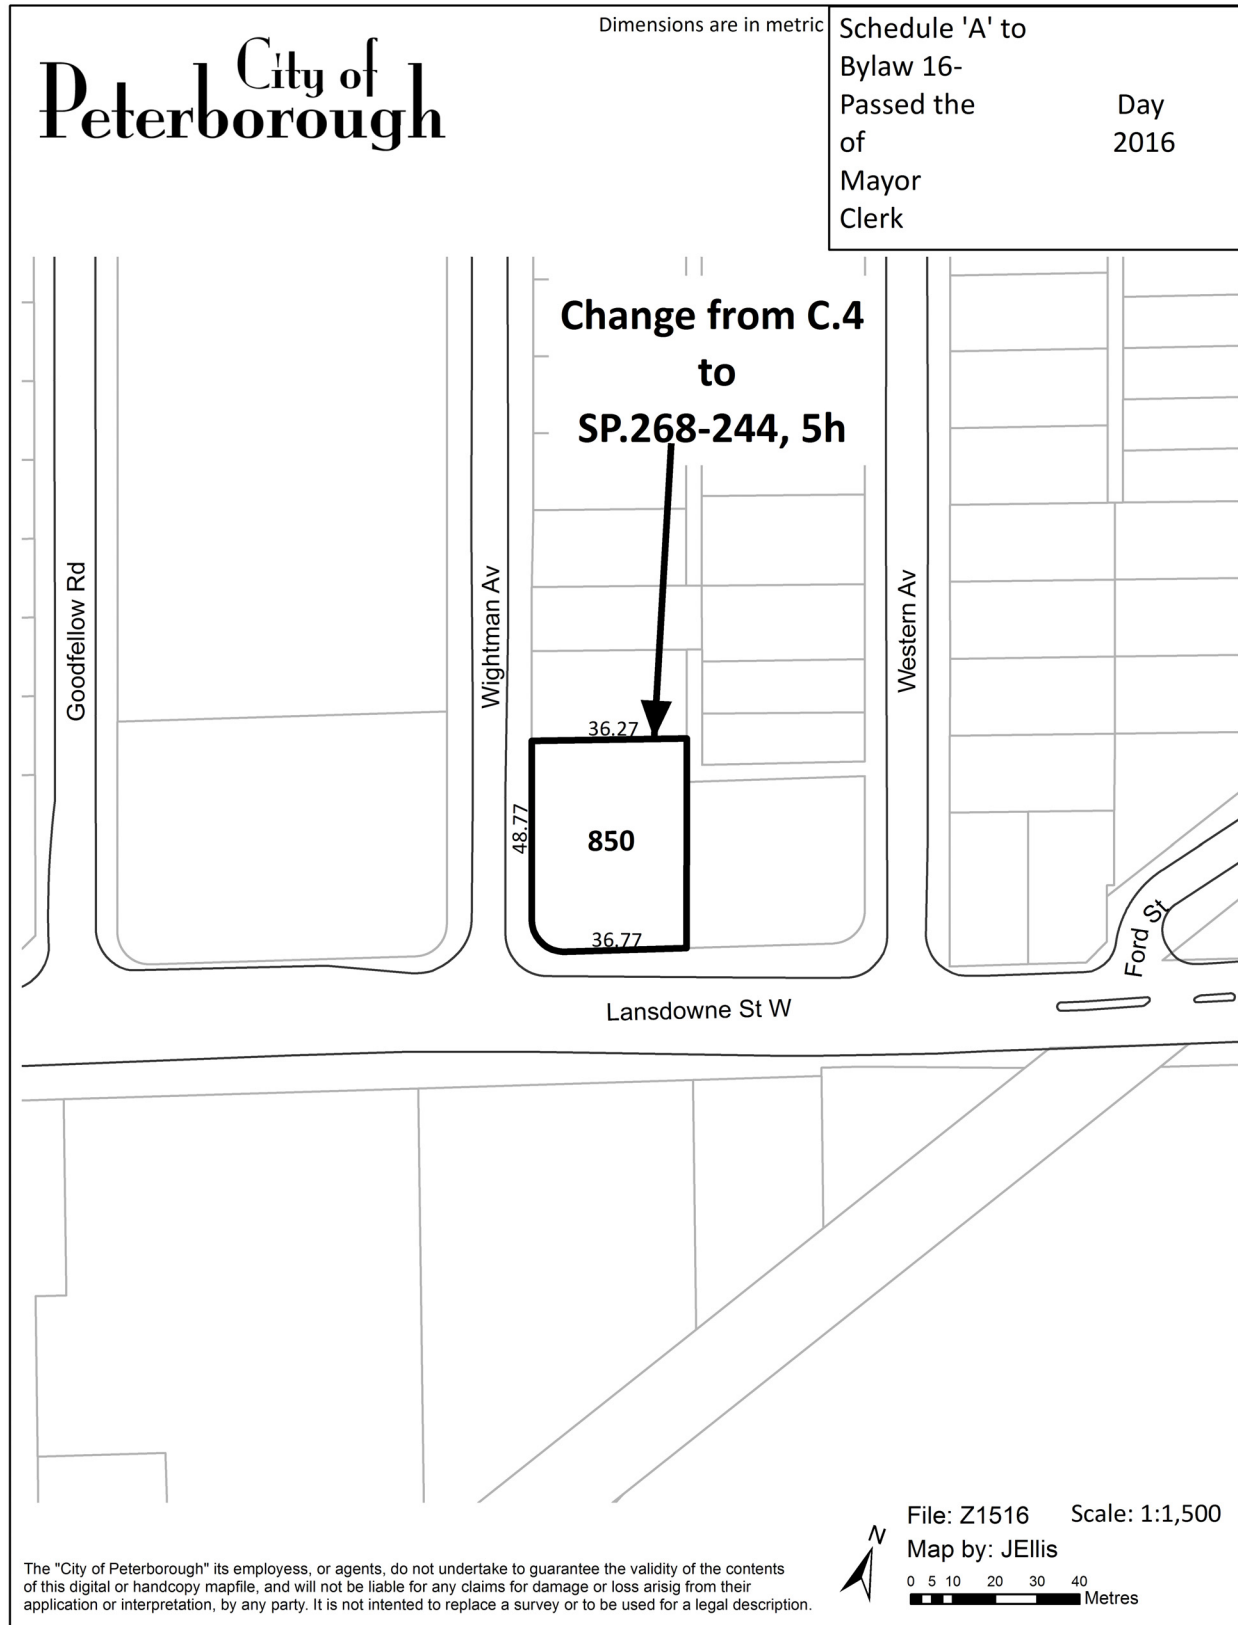 City of
Peterborough
Dimensions are in metric
Schedule 'A' to
Bylaw 16-
Passed the Day
of 2016
Mayor
Clerk
Change from C.4
to
SP.268-244, 5h
Goodfellow Rd
Wightman Av
Western Av
36.27
48.77
850
36.77
Ford St
Lansdowne St W
The "City of Peterborough" its employess, or agents, do not undertake to guarantee the validity of the contents
of this digital or handcopy mapfile, and will not be liable for any claims for damage or loss arisig from their
application or interpretation, by any party. It is not intented to replace a survey or to be used for a legal description.
N
File: Z1516 Scale: 1:1,500
Map by: JEllis
0 5 10 20 30 40
Metres